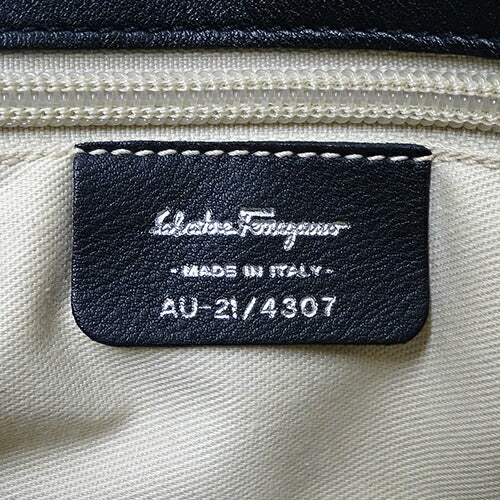 Salvatore Ferragamo
- MADE IN ITALY -
AU-21/4307